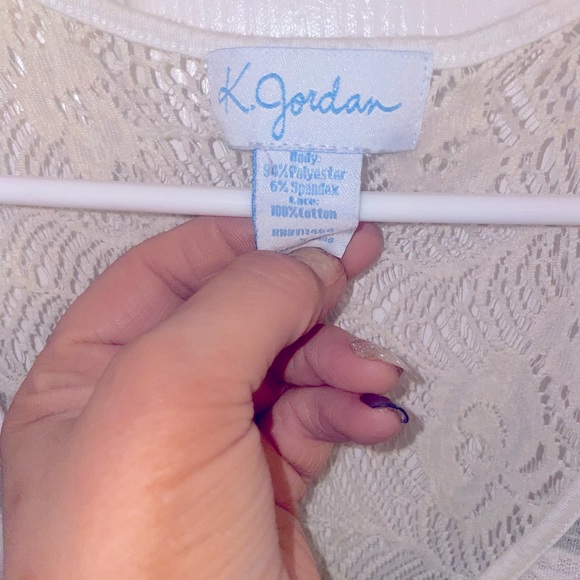 K. Jordan
Body:
94%Polyester
6%Spandex
Lace:
100%Cotton